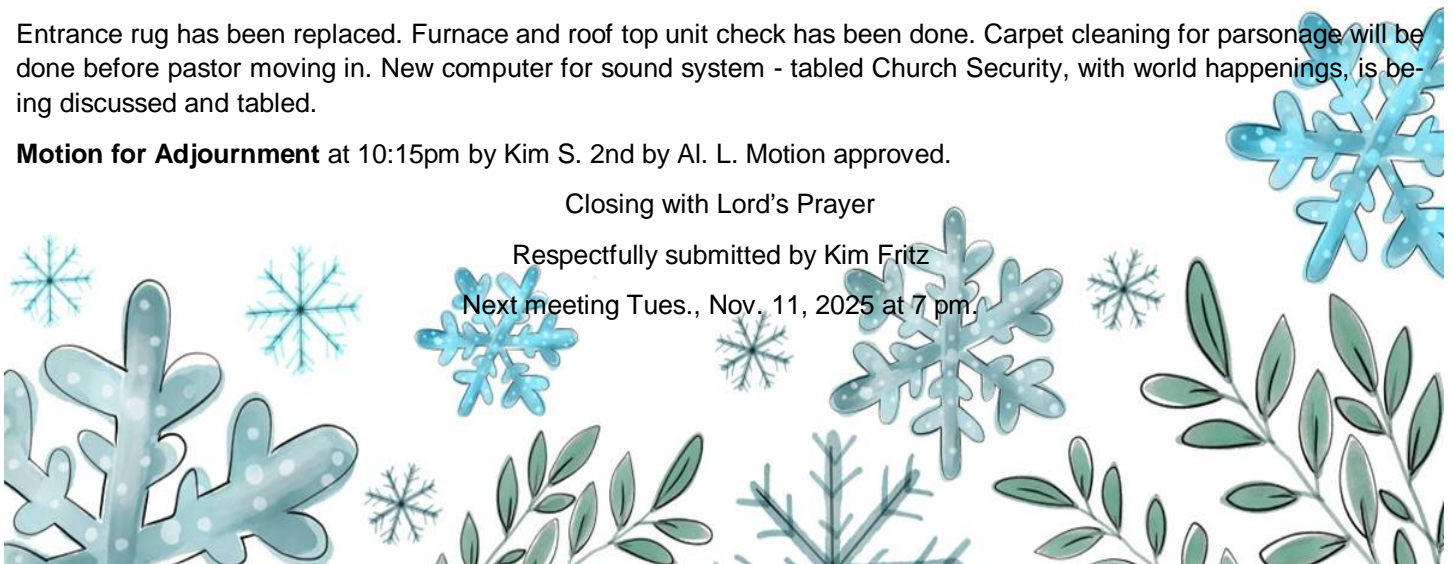 Entrance rug has been replaced. Furnace and roof top unit check has been done. Carpet cleaning for parsonage will be
done before pastor moving in. New computer for sound system - tabled Church Security, with world happenings, is be-
ing discussed and tabled.
Motion for Adjournment at 10:15pm by Kim S. 2nd by Al. L. Motion approved.
Closing with Lord’s Prayer
Respectfully submitted by Kim Fritz
Next meeting Tues., Nov. 11, 2025 at 7 pm.